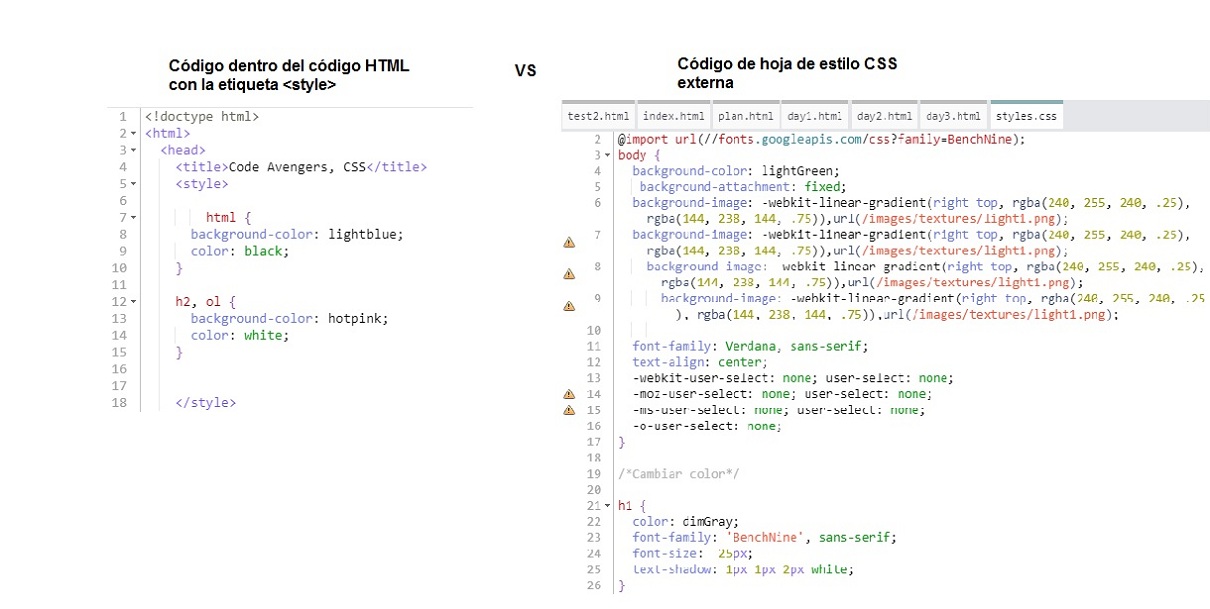 Código dentro del código HTML
con la etiqueta <style>
VS
Código de hoja de estilo CSS
externa
1 <!doctype html>
2 <html>
3 <head>
4 <title>Code Avengers, CSS</title>
5 <style>
6
7 html {
8 background-color: lightblue;
9 color: black;
10 }
11
12 h2, ol {
13 background-color: hotpink;
14 color: white;
15 }
16
17
18 </style>
test2.html index.html plan.html day1.html day2.html day3.html styles.css
2 @import url(//fonts.googleapis.com/css?family=BenchNine);
3 body {
4 background-color: lightGreen;
5 background-attachment: fixed;
6 background-image: -webkit-linear-gradient(right top, rgba(240, 255, 240, .25),
rgba(144, 238, 144, .75)),url(/images/textures/light1.png);
7 background-image: -webkit-linear-gradient(right top, rgba(240, 255, 240, .25),
rgba(144, 238, 144, .75)),url(/images/textures/light1.png);
8 background-image: -webkit-linear-gradient(right top, rgba(240, 255, 240, .25),
rgba(144, 238, 144, .75)),url(/images/textures/light1.png);
9 background-image: -webkit-linear-gradient(right top, rgba(240, 255, 240, .25
), rgba(144, 238, 144, .75)),url(/images/textures/light1.png);
10
11 font-family: Verdana, sans-serif;
12 text-align: center;
13 -webkit-user-select: none; user-select: none;
14 -moz-user-select: none; user-select: none;
15 -ms-user-select: none; user-select: none;
16 -o-user-select: none;
17 }
18
19 /*Cambiar color*/
20
21 h1 {
22 color: dimGray;
23 font-family: 'BenchNine', sans-serif;
24 font-size: 25px;
25 text-shadow: 1px 1px 2px white;
26 }